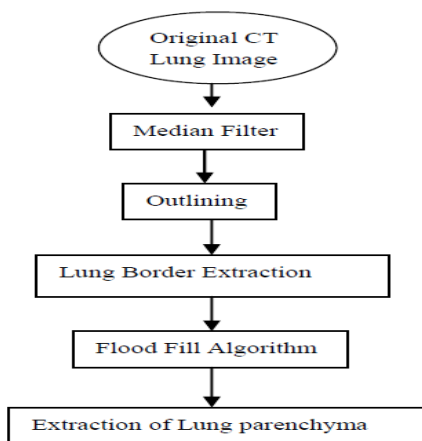 Original CT
Lung Image
Median Filter
Outlining
Lung Border Extraction
Flood Fill Algorithm
Extraction of Lung parenchyma